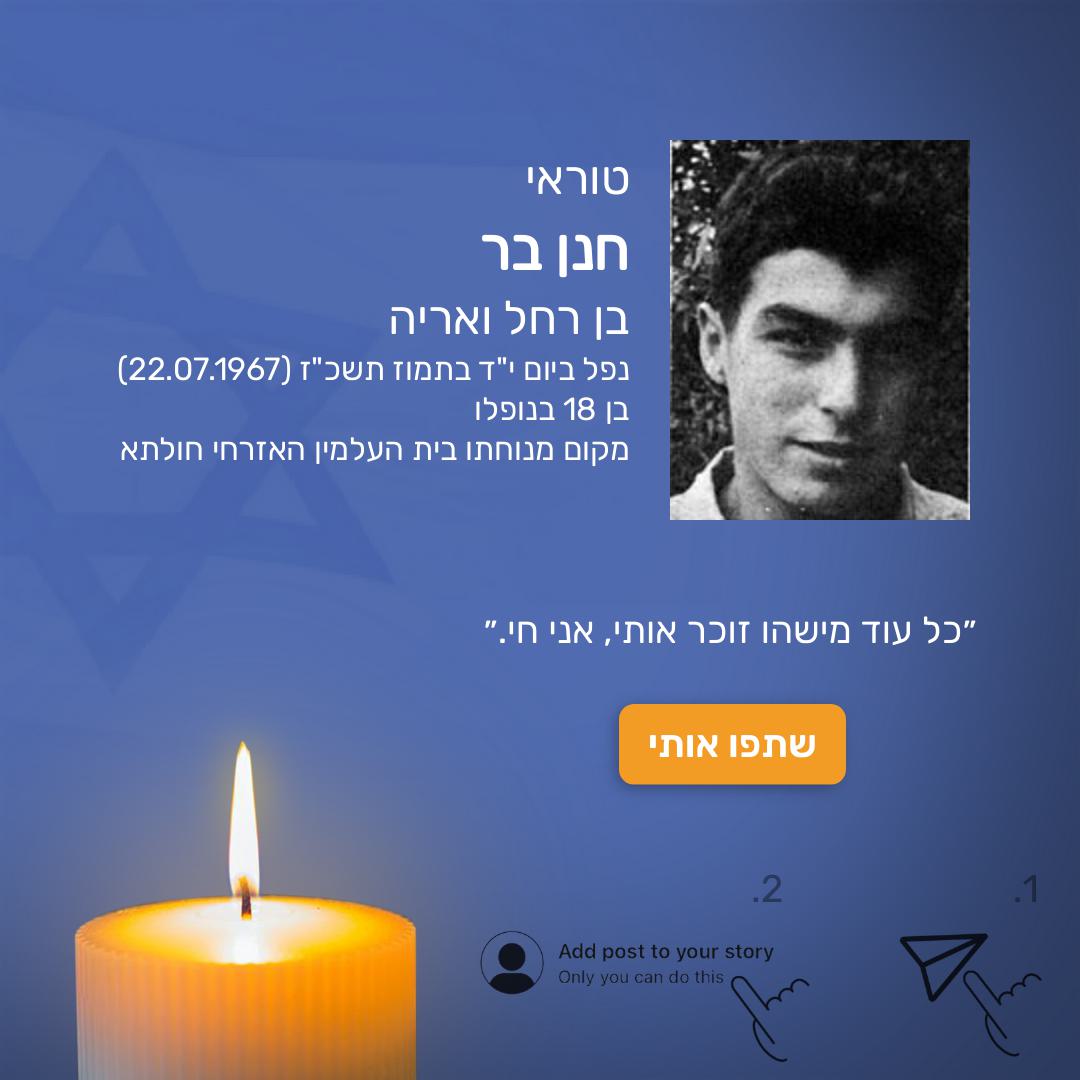 טוראי
חנן בר
בן רחל ואריה
נפל ביום י"ד בתמוז תשכ"ז (22.07.1967)
בן 18 בנופלו
מקום מנוחתו בית העלמין האזרחי חולתא
״כל עוד מישהו זוכר אותי, אני חי.״
שתפו אותי
1.
2.
Add post to your story
Only you can do this